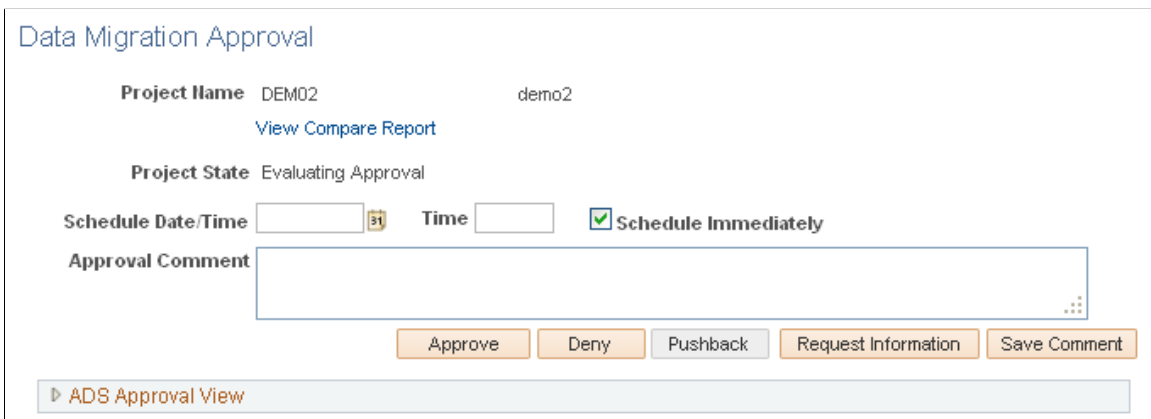 Data Migration Approval
Project Name DEM02 demo2
View Compare Report
Project State Evaluating Approval
Schedule Date/Time 31 Time Schedule Immediately
Approval Comment
Approve Deny Pushback Request Information Save Comment
ADS Approval View